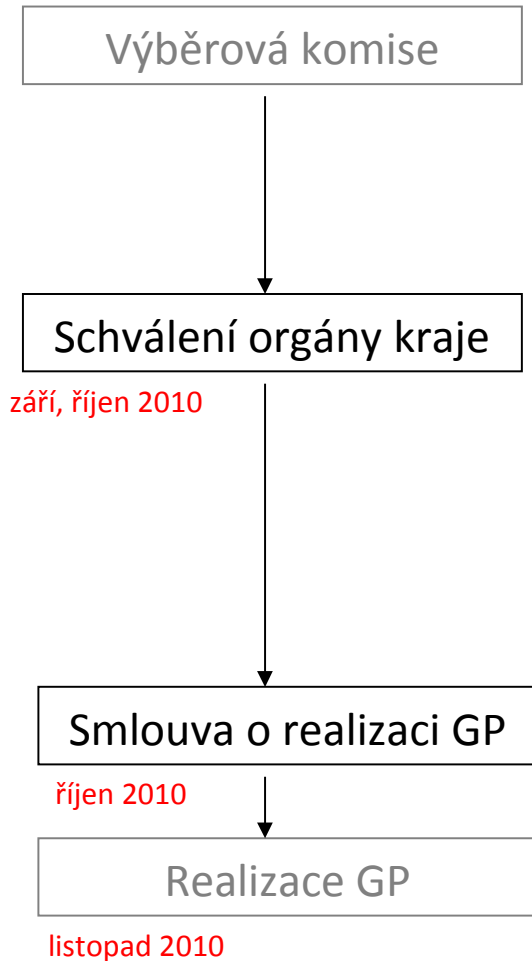 Výběrová komise
Schválení orgány kraje
září, říjen 2010
Smlouva o realizaci GP
říjen 2010
Realizace GP
listopad 2010